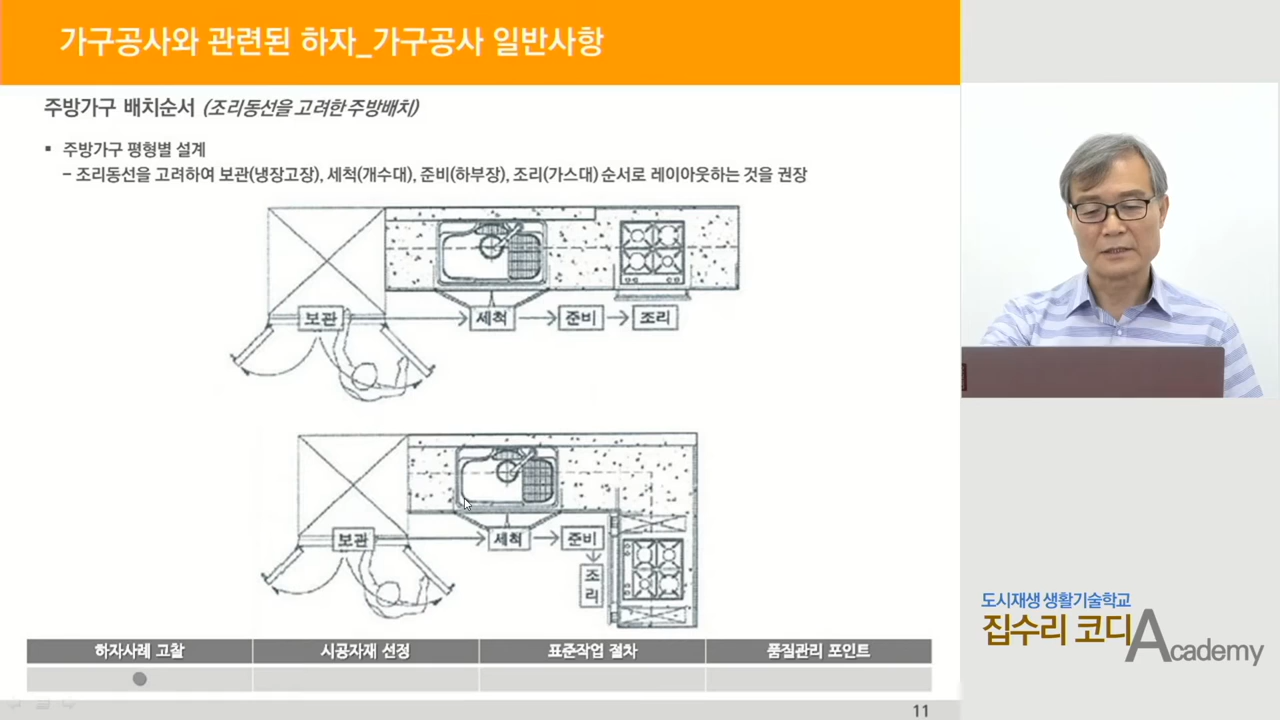 가구공사와 관련된 하자_가구공사 일반사항
주방가구 배치순서 (조리동선을 고려한 주방배치)
▪ 주방가구 평형별 설계
– 조리동선을 고려하여 보관(냉장고장), 세척(개수대), 준비(하부장), 조리(가스대) 순서로 레이아웃하는 것을 권장
보관 세척 준비 조리
보관 세척 준비
조리
하자사례 고찰 시공자재 선정 표준작업 절차 품질관리 포인트
11
도시재생 생활기술학교
집수리 코디 Academy